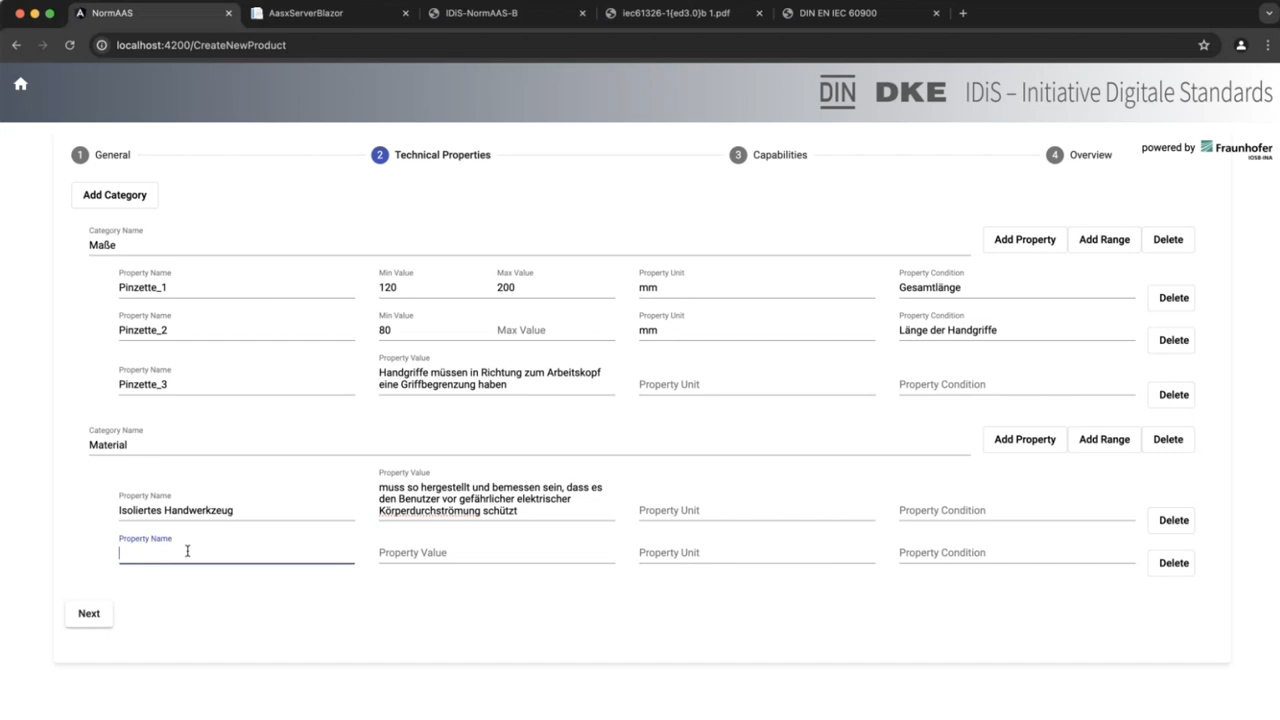 NormAAS
AasxServerBlazor
IDiS-NormAAS-B
iec61326-1{ed3.0}b 1.pdf
DIN EN IEC 60900
localhost:4200/CreateNewProduct
DIN DKE IDiS – Initiative Digitale Standards
1 General
2 Technical Properties
3 Capabilities
4 Overview
powered by Fraunhofer
IOSB-INA
Add Category
Category Name
Maße
Add Property Add Range Delete
Property Name Min Value Max Value Property Unit Property Condition
Pinzette_1 120 200 mm Gesamtlänge
Delete
Property Name Min Value Property Unit Property Condition
Pinzette_2 80 Max Value mm Länge der Handgriffe
Delete
Property Name Property Value
Handgriffe müssen in Richtung zum Arbeitskopf
eine Griffbegrenzung haben
Pinzette_3 Property Unit Property Condition
Delete
Category Name
Material
Add Property Add Range Delete
Property Name Property Value
muss so hergestellt und bemessen sein, dass es
den Benutzer vor gefährlicher elektrischer
Körperdurchströmung schützt
Isoliertes Handwerkzeug Property Unit Property Condition
Delete
Property Name
Property Value Property Unit Property Condition
Delete
Next